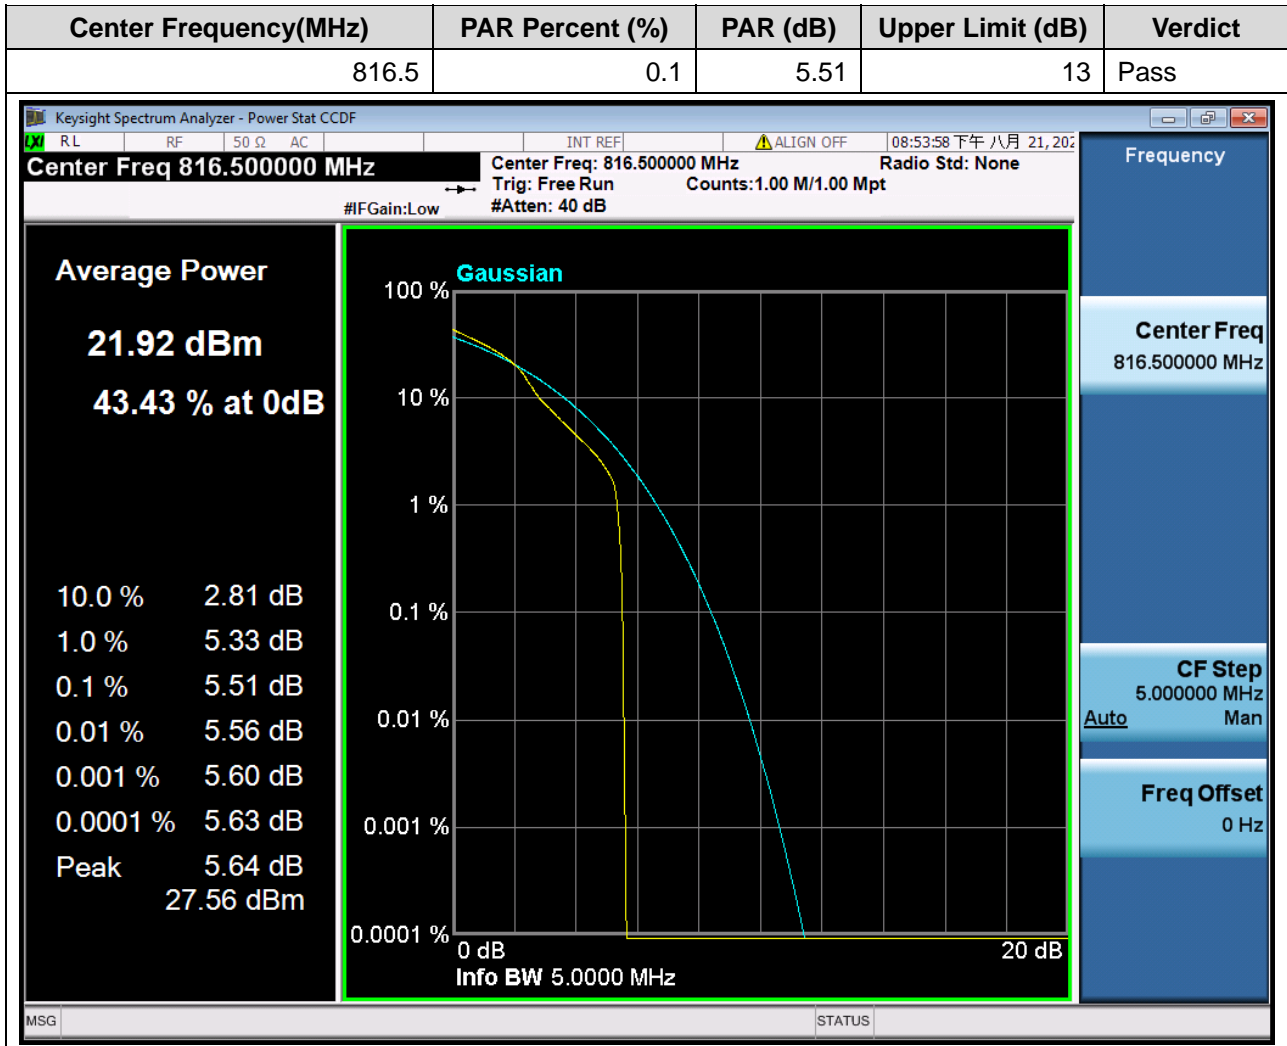 Center Frequency(MHz) PAR Percent (%) PAR (dB) Upper Limit (dB) Verdict
816.5 0.1 5.51 13 Pass
Keysight Spectrum Analyzer - Power Stat CCDF
LXI RL RF 50 Ω AC INT REF ALIGN OFF 08:53:58 下午 八月 21, 202
Center Freq 816.500000 MHz
Center Freq: 816.500000 MHz Radio Std: None
Trig: Free Run Counts:1.00 M/1.00 Mpt
#IFGain:Low #Atten: 40 dB
Average Power
21.92 dBm
43.43 % at 0dB
10.0 % 2.81 dB
1.0 % 5.33 dB
0.1 % 5.51 dB
0.01 % 5.56 dB
0.001 % 5.60 dB
0.0001 % 5.63 dB
Peak 5.64 dB
27.56 dBm
Gaussian
100 %
10 %
1 %
0.1 %
0.01 %
0.001 %
0.0001 %
0 dB 20 dB
Info BW 5.0000 MHz
Frequency
Center Freq
816.500000 MHz
CF Step
5.000000 MHz
Auto Man
Freq Offset
0 Hz
MSG STATUS